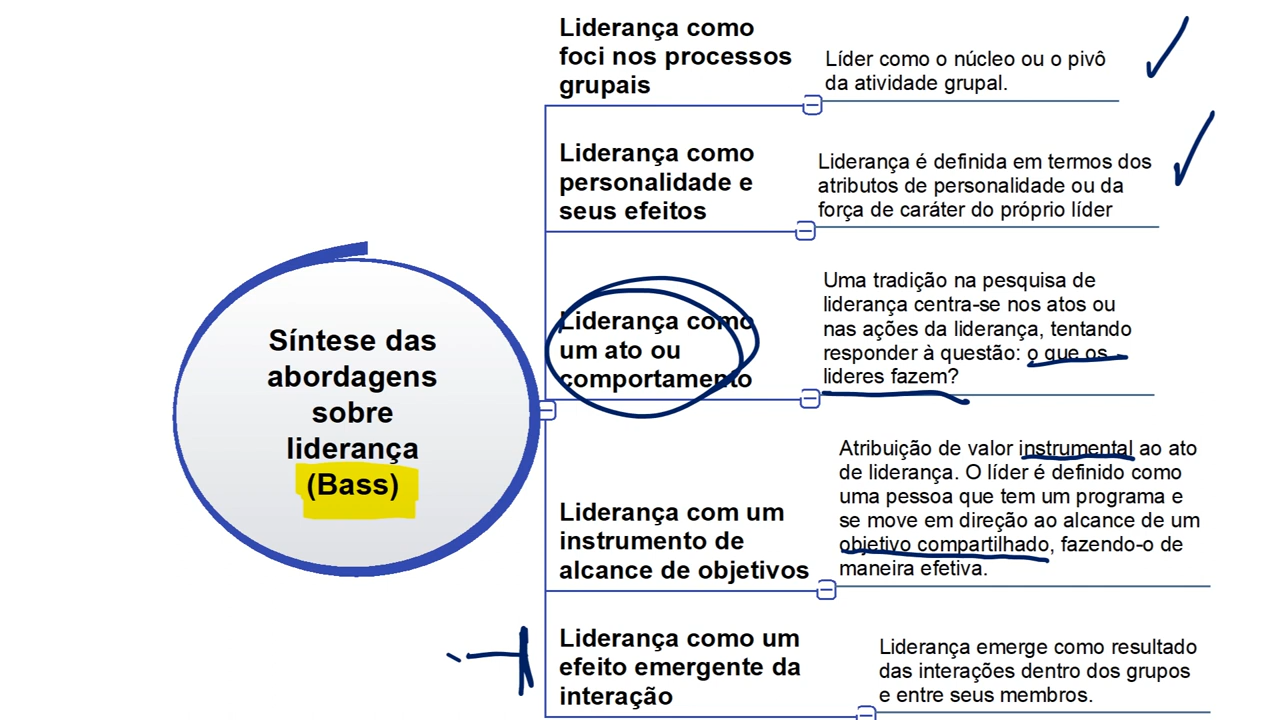 Síntese das
abordagens
sobre
liderança
(Bass)
Liderança como
foci nos processos
grupais
Líder como o núcleo ou o pivô
da atividade grupal.
Liderança como
personalidade e
seus efeitos
Liderança é definida em termos dos
atributos de personalidade ou da
força de caráter do próprio líder
Liderança como
um ato ou
comportamento
Uma tradição na pesquisa de
liderança centra-se nos atos ou
nas ações da liderança, tentando
responder à questão: o que os
lideres fazem?
Liderança com um
instrumento de
alcance de objetivos
Atribuição de valor instrumental ao ato
de liderança. O líder é definido como
uma pessoa que tem um programa e
se move em direção ao alcance de um
objetivo compartilhado, fazendo-o de
maneira efetiva.
Liderança como um
efeito emergente da
interação
Liderança emerge como resultado
das interações dentro dos grupos
e entre seus membros.